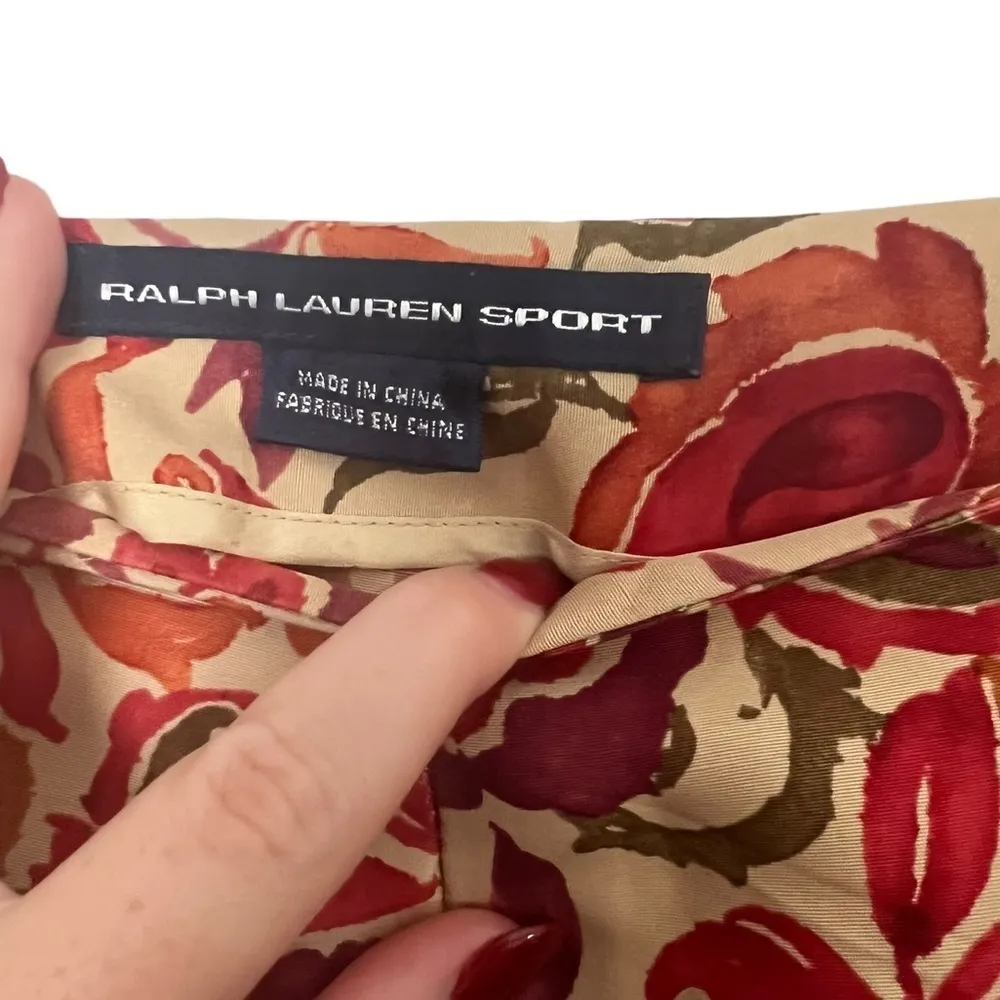 RALPH LAUREN SPORT
MADE IN CHINA
FABRIQUE EN CHINE